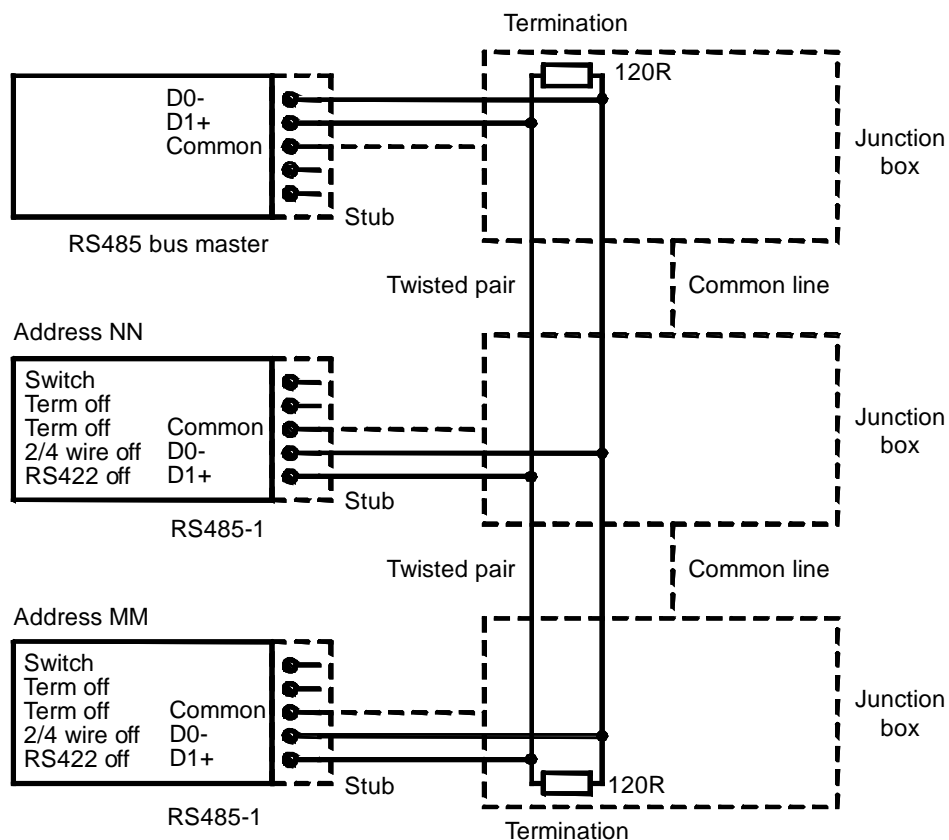 Termination
120R
D0-
D1+
Common
Junction
box
Stub
RS485 bus master
Twisted pair
Common line
Address NN
Switch
Term off
Term off
Common
2/4 wire off
D0-
RS422 off
D1+
Junction
box
Stub
RS485-1
Twisted pair
Common line
Address MM
Switch
Term off
Term off
Common
2/4 wire off
D0-
RS422 off
D1+
Junction
box
Stub
120R
RS485-1
Termination